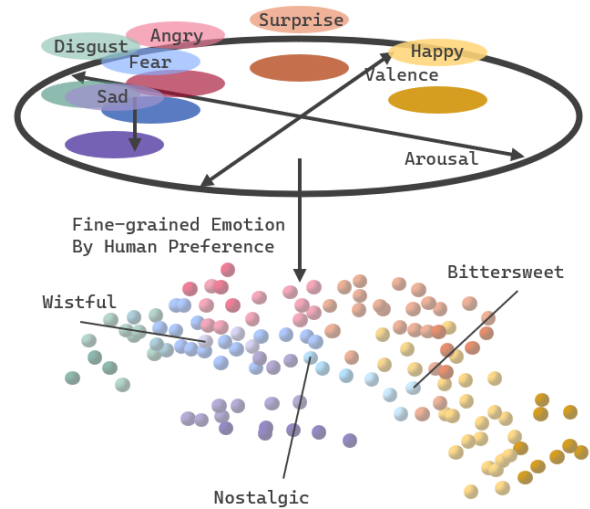 Surprise
Angry
Disgust
Happy
Fear
Valence
Sad
Arousal
Fine-grained Emotion
By Human Preference
Bittersweet
Wistful
Nostalgic